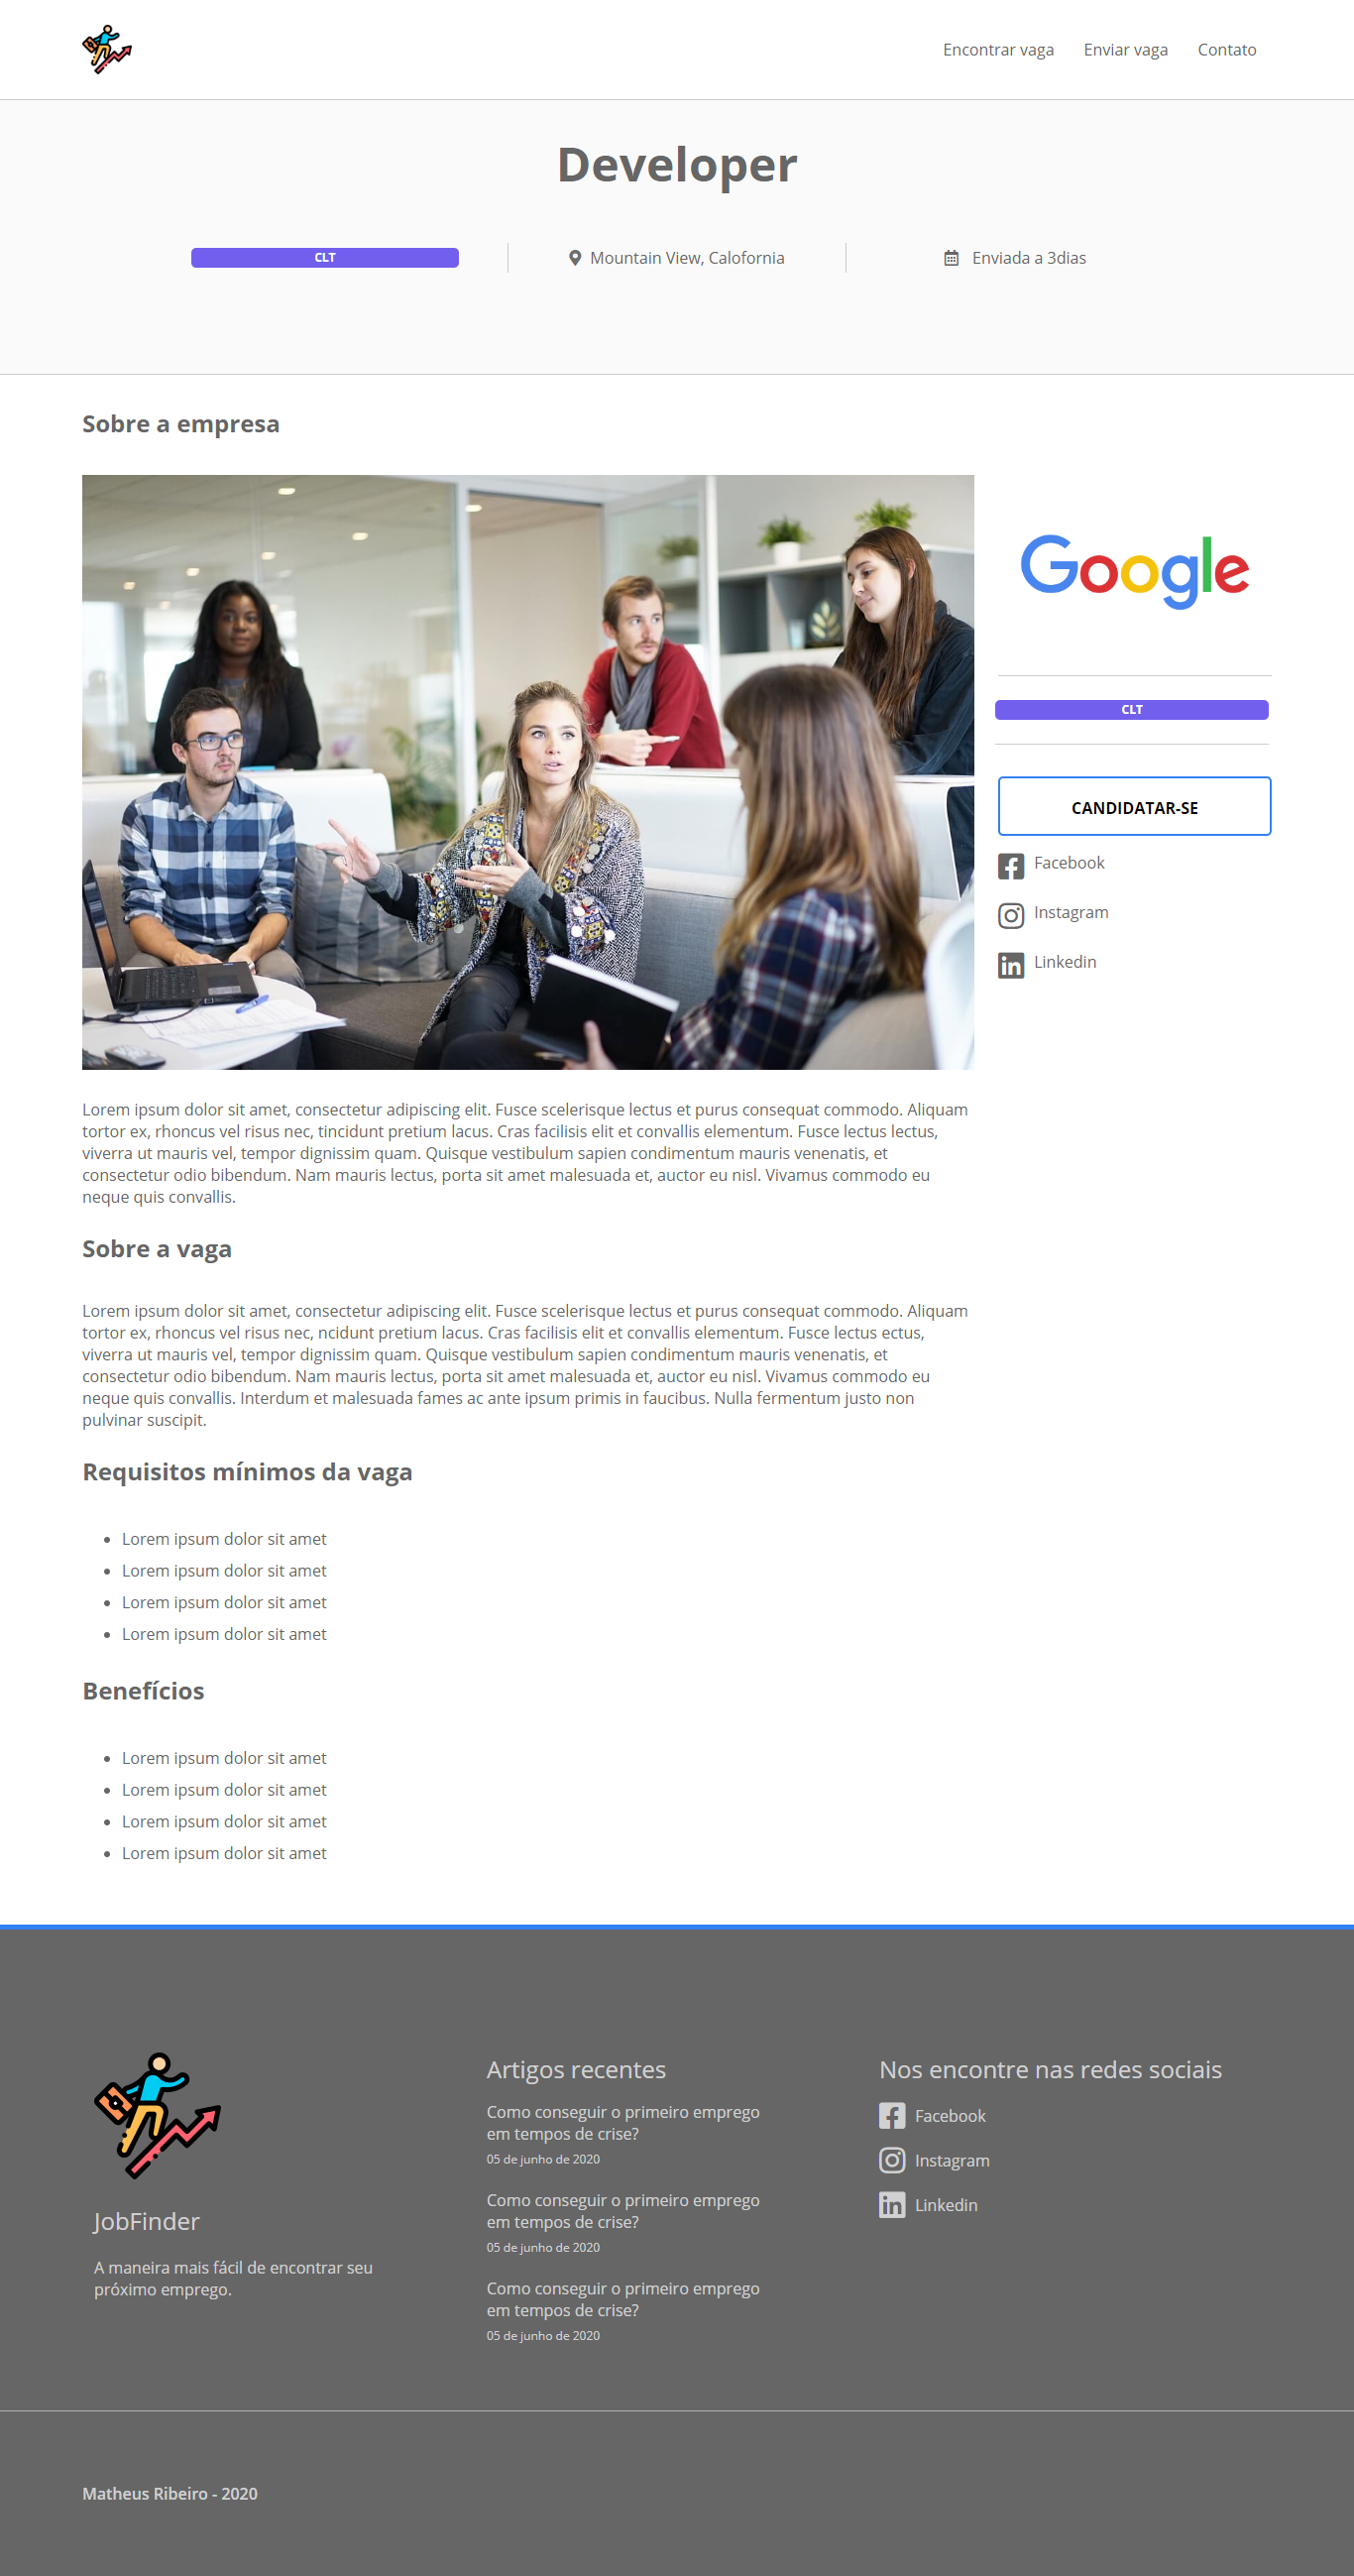 Encontrar vaga
Enviar vaga
Contato
Developer
CLT
Mountain View, Calofornia
Enviada a 3dias
Sobre a empresa
Google
CLT
CANDIDATAR-SE
Facebook
Instagram
Linkedin
Lorem ipsum dolor sit amet, consectetur adipiscing elit. Fusce scelerisque lectus et purus consequat commodo. Aliquam
tortor ex, rhoncus vel risus nec, tincidunt pretium lacus. Cras facilisis elit et convallis elementum. Fusce lectus lectus,
viverra ut mauris vel, tempor dignissim quam. Quisque vestibulum sapien condimentum mauris venenatis, et
consectetur odio bibendum. Nam mauris lectus, porta sit amet malesuada et, auctor eu nisl. Vivamus commodo eu
neque quis convallis.
Sobre a vaga
Lorem ipsum dolor sit amet, consectetur adipiscing elit. Fusce scelerisque lectus et purus consequat commodo. Aliquam
tortor ex, rhoncus vel risus nec, ncidunt pretium lacus. Cras facilisis elit et convallis elementum. Fusce lectus ectus,
viverra ut mauris vel, tempor dignissim quam. Quisque vestibulum sapien condimentum mauris venenatis, et
consectetur odio bibendum. Nam mauris lectus, porta sit amet malesuada et, auctor eu nisl. Vivamus commodo eu
neque quis convallis. Interdum et malesuada fames ac ante ipsum primis in faucibus. Nulla fermentum justo non
pulvinar suscipit.
Requisitos mínimos da vaga
Lorem ipsum dolor sit amet
Lorem ipsum dolor sit amet
Lorem ipsum dolor sit amet
Lorem ipsum dolor sit amet
Benefícios
Lorem ipsum dolor sit amet
Lorem ipsum dolor sit amet
Lorem ipsum dolor sit amet
Lorem ipsum dolor sit amet
JobFinder
A maneira mais fácil de encontrar seu
próximo emprego.
Artigos recentes
Como conseguir o primeiro emprego
em tempos de crise?
05 de junho de 2020
Como conseguir o primeiro emprego
em tempos de crise?
05 de junho de 2020
Como conseguir o primeiro emprego
em tempos de crise?
05 de junho de 2020
Nos encontre nas redes sociais
Facebook
Instagram
Linkedin
Matheus Ribeiro - 2020